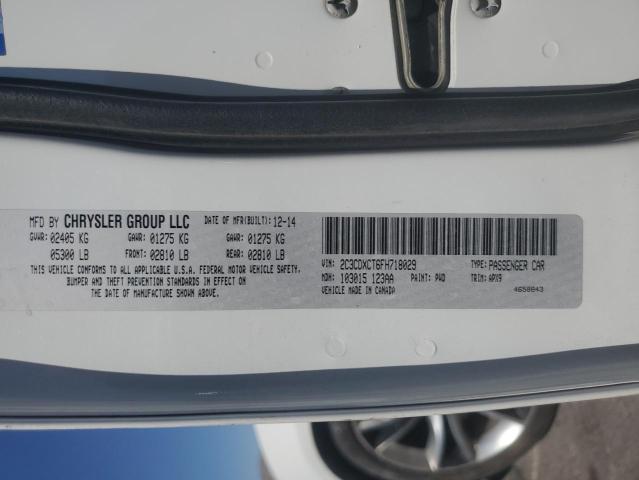 MFD BY CHRYSLER GROUP LLC DATE OF MFR(BUILT):12-14
GVWR: 02405 KG GAWR: 01275 KG GAWR: 01275 KG
05300 LB FRONT: 02810 LB REAR: 02810 LB
THIS VEHICLE CONFORMS TO ALL APPLICABLE U.S.A. FEDERAL MOTOR VEHICLE SAFETY,
BUMPER AND THEFT PREVENTION STANDARDS IN EFFECT ON
THE DATE OF MANUFACTURE SHOWN ABOVE.
VIN: 2C3CDXCT6FH718029 TYPE: PASSENGER CAR
MDH: 103015 123AA PAINT: PWD TRIM: APX9
VEHICLE MADE IN CANADA 4658843